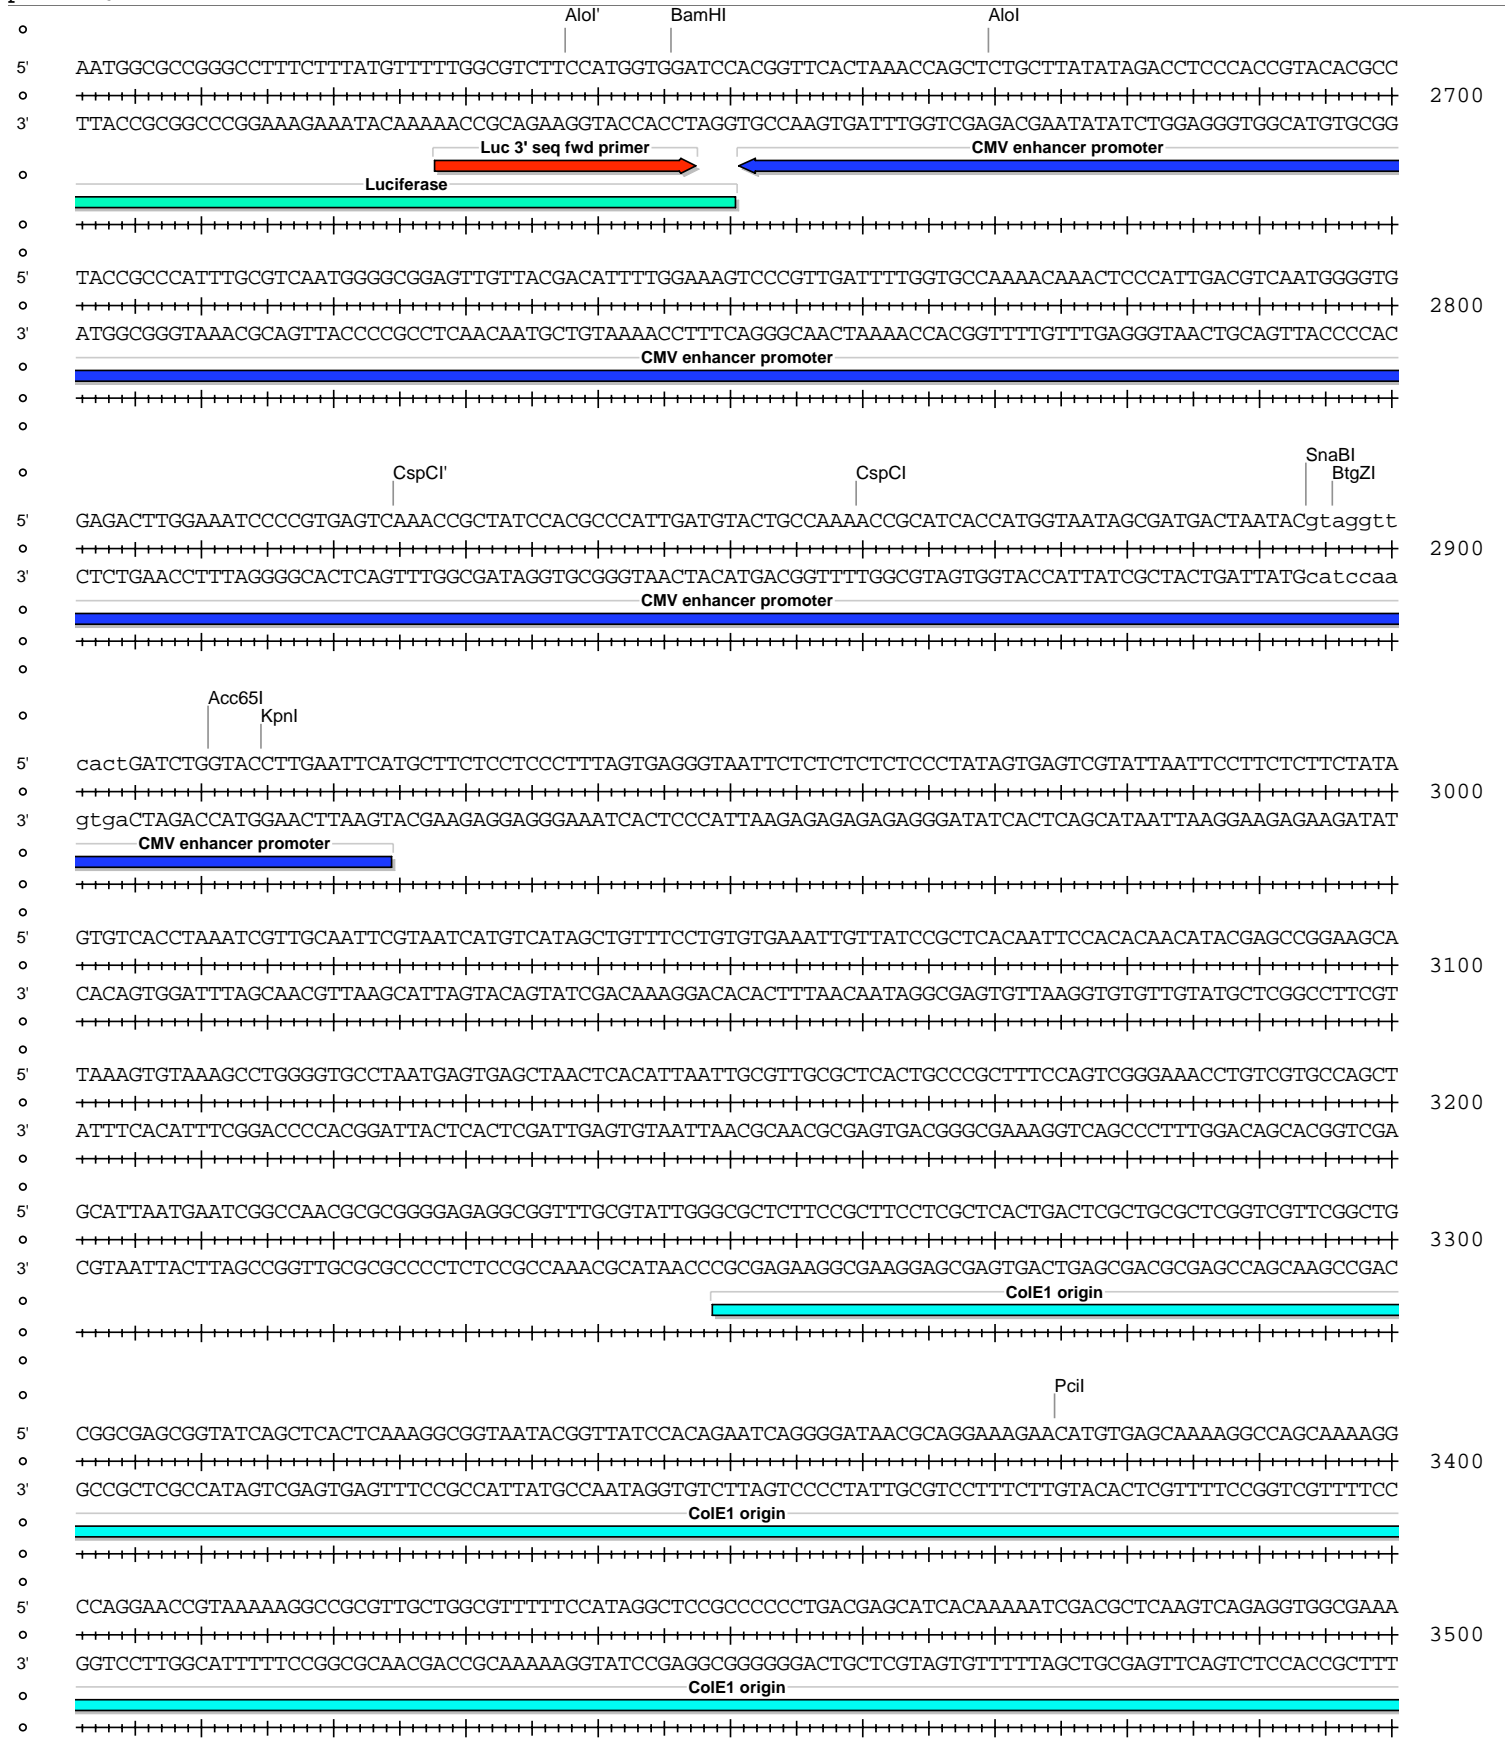 AloI' BamHI AloI
5' AATGGCGCCGGGCCTTTCTTTATGTTTTTGGCGTCTTCCATGGTGGATCCACGGTTCACTAAACCAGCTCTGCTTATATAGACCTCCCACCGTACACGCC
2700
3' TTACCGCGGCCCGGAAAGAAATACAAAAACCGCAGAAGGTACCACCTAGGTGCCAAGTGATTTGGTCGAGACGAATATATCTGGAGGGTGGCATGTGCGG
Luc 3' seq fwd primer CMV enhancer promoter
Luciferase
5' TACCGCCCATTTGCGTCAATGGGGCGGAGTTGTTACGACATTTTGGAAAGTCCCGTTGATTTTGGTGCCAAAACAAACTCCCATTGACGTCAATGGGGTG
2800
3' ATGGCGGGTAAACGCAGTTACCCCGCCTCAACAATGCTGTAAAACCTTTCAGGGCAACTAAAACCACGGTTTTGTTTGAGGGTAACTGCAGTTACCCCAC
CMV enhancer promoter
CspCI' CspCI SnaBI
BtgZI
5' GAGACTTGGAAATCCCCGTGAGTCAAACCGCTATCCACGCCCATTGATGTACTGCCAAAACCGCATCACCATGGTAATAGCGATGACTAATACgtaggtt
2900
3' CTCTGAACCTTTAGGGGCACTCAGTTTGGCGATAGGTGCGGGTAACTACATGACGGTTTTGGCGTAGTGGTACCATTATCGCTACTGATTATGcatccaa
CMV enhancer promoter
Acc65I
KpnI
5' cactGATCTGGTACCTTGAATTCATGCTTCTCCTCCCTTTAGTGAGGGTAATTCTCTCTCTCTCCCTATAGTGAGTCGTATTAATTCCTTCTCTTCTATA
3000
3' gtgaCTAGACCATGGAACTTAAGTACGAAGAGGAGGGAAATCACTCCCATTAAGAGAGAGAGAGGGATATCACTCAGCATAATTAAGGAAGAGAAGATAT
CMV enhancer promoter
5' GTGTCACCTAAATCGTTGCAATTCGTAATCATGTCATAGCTGTTTCCTGTGTGAAATTGTTATCCGCTCACAATTCCACACAACATACGAGCCGGAAGCA
3100
3' CACAGTGGATTTAGCAACGTTAAGCATTAGTACAGTATCGACAAAGGACACACTTTAACAATAGGCGAGTGTTAAGGTGTGTTGTATGCTCGGCCTTCGT
5' TAAAGTGTAAAGCCTGGGGTGCCTAATGAGTGAGCTAACTCACATTAATTGCGTTGCGCTCACTGCCCGCTTTCCAGTCGGGAAACCTGTCGTGCCAGCT
3200
3' ATTTCACATTTCGGACCCCACGGATTACTCACTCGATTGAGTGTAATTAACGCAACGCGAGTGACGGGCGAAAGGTCAGCCCTTTGGACAGCACGGTCGA
5' GCATTAATGAATCGGCCAACGCGCGGGGAGAGGCGGTTTGCGTATTGGGCGCTCTTCCGCTTCCTCGCTCACTGACTCGCTGCGCTCGGTCGTTCGGCTG
3300
3' CGTAATTACTTAGCCGGTTGCGCGCCCCTCTCCGCCAAACGCATAACCCGCGAGAAGGCGAAGGAGCGAGTGACTGAGCGACGCGAGCCAGCAAGCCGAC
ColE1 origin
PciI
5' CGGCGAGCGGTATCAGCTCACTCAAAGGCGGTAATACGGTTATCCACAGAATCAGGGGATAACGCAGGAAAGAACATGTGAGCAAAAGGCCAGCAAAAGG
3400
3' GCCGCTCGCCATAGTCGAGTGAGTTTCCGCCATTATGCCAATAGGTGTCTTAGTCCCCTATTGCGTCCTTTCTTGTACACTCGTTTTCCGGTCGTTTTCC
ColE1 origin
5' CCAGGAACCGTAAAAAGGCCGCGTTGCTGGCGTTTTTCCATAGGCTCCGCCCCCCTGACGAGCATCACAAAAATCGACGCTCAAGTCAGAGGTGGCGAAA
3500
3' GGTCCTTGGCATTTTTCCGGCGCAACGACCGCAAAAAGGTATCCGAGGCGGGGGGACTGCTCGTAGTGTTTTTAGCTGCGAGTTCAGTCTCCACCGCTTT
ColE1 origin